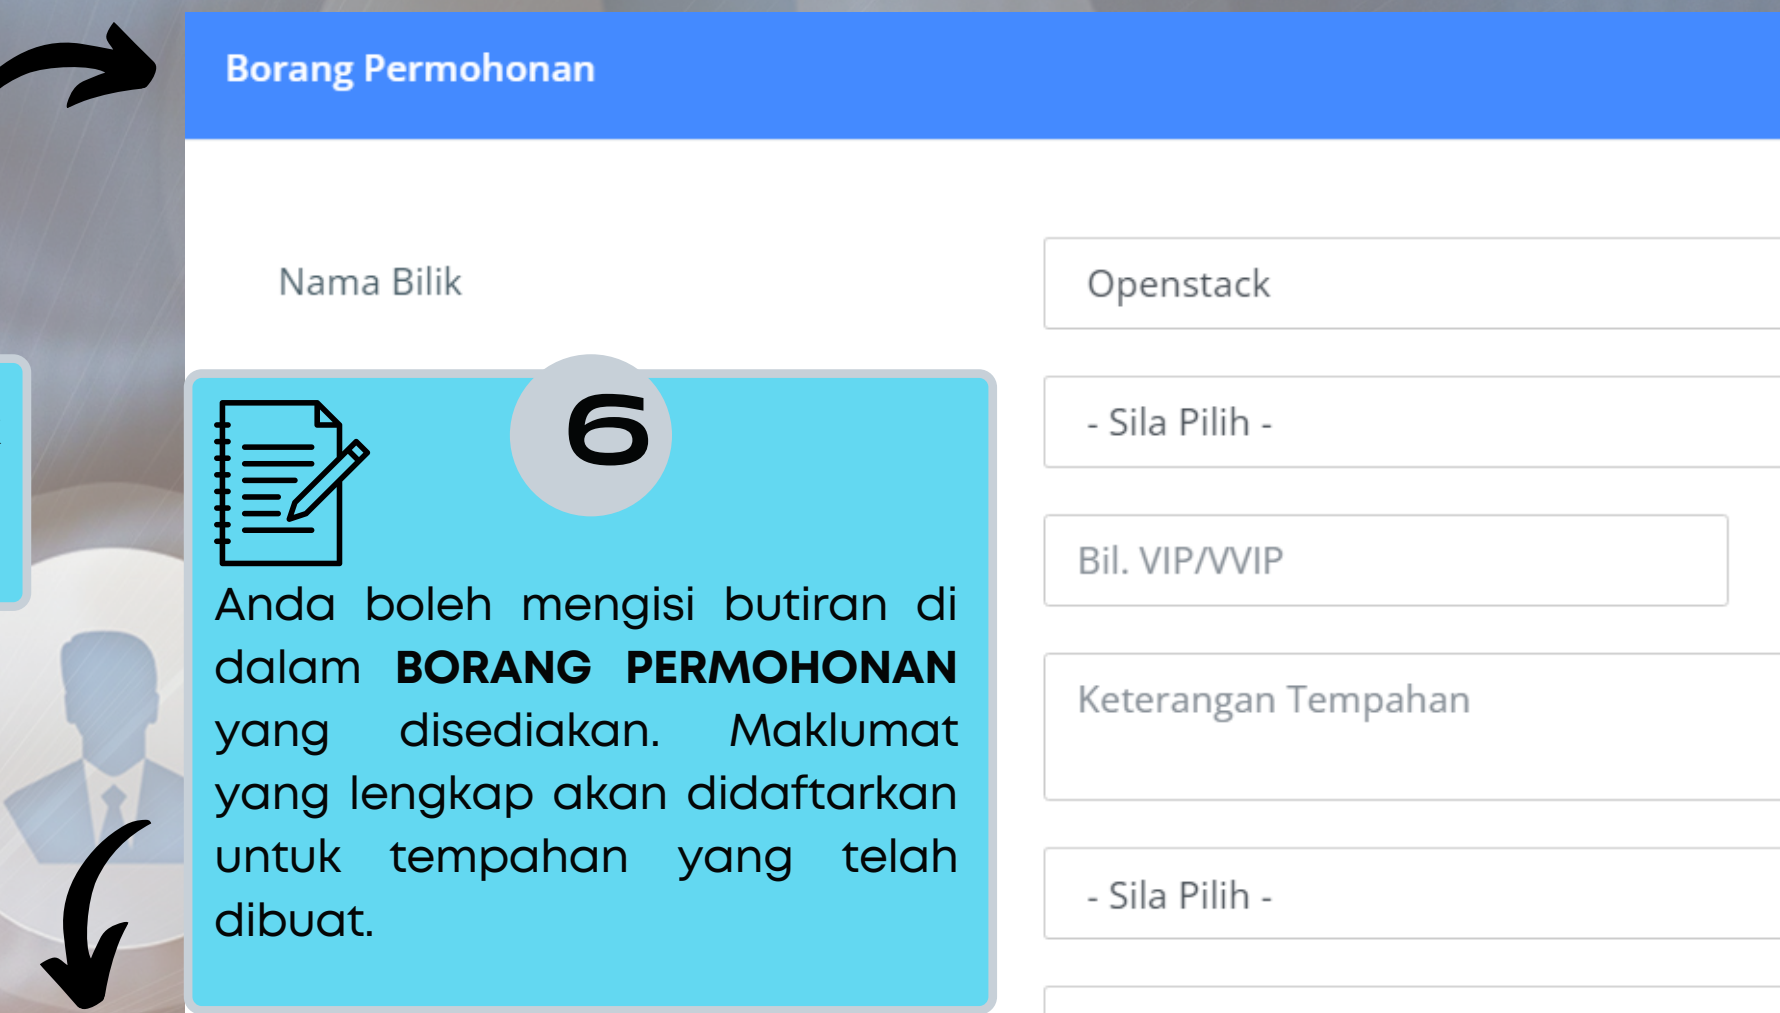 Borang Permohonan
Nama Bilik
Openstack
- Sila Pilih -
Bil. VIP/VVIP
Keterangan Tempahan
- Sila Pilih -
6
Anda boleh mengisi butiran di
dalam BORANG PERMOHONAN
yang disediakan. Maklumat
yang lengkap akan didaftarkan
untuk tempahan yang telah
dibuat.